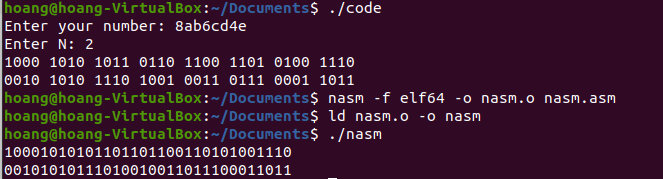 hoang@hoang-VirtualBox:~/Documents$ ./code
Enter your number: 8ab6cd4e
Enter N: 2
1000 1010 1011 0110 1100 1101 0100 1110
0010 1010 1110 1001 0011 0111 0001 1011
hoang@hoang-VirtualBox:~/Documents$ nasm -f elf64 -o nasm.o nasm.asm
hoang@hoang-VirtualBox:~/Documents$ ld nasm.o -o nasm
hoang@hoang-VirtualBox:~/Documents$ ./nasm
10001010101101101100110101001110
00101010111010010011011100011011